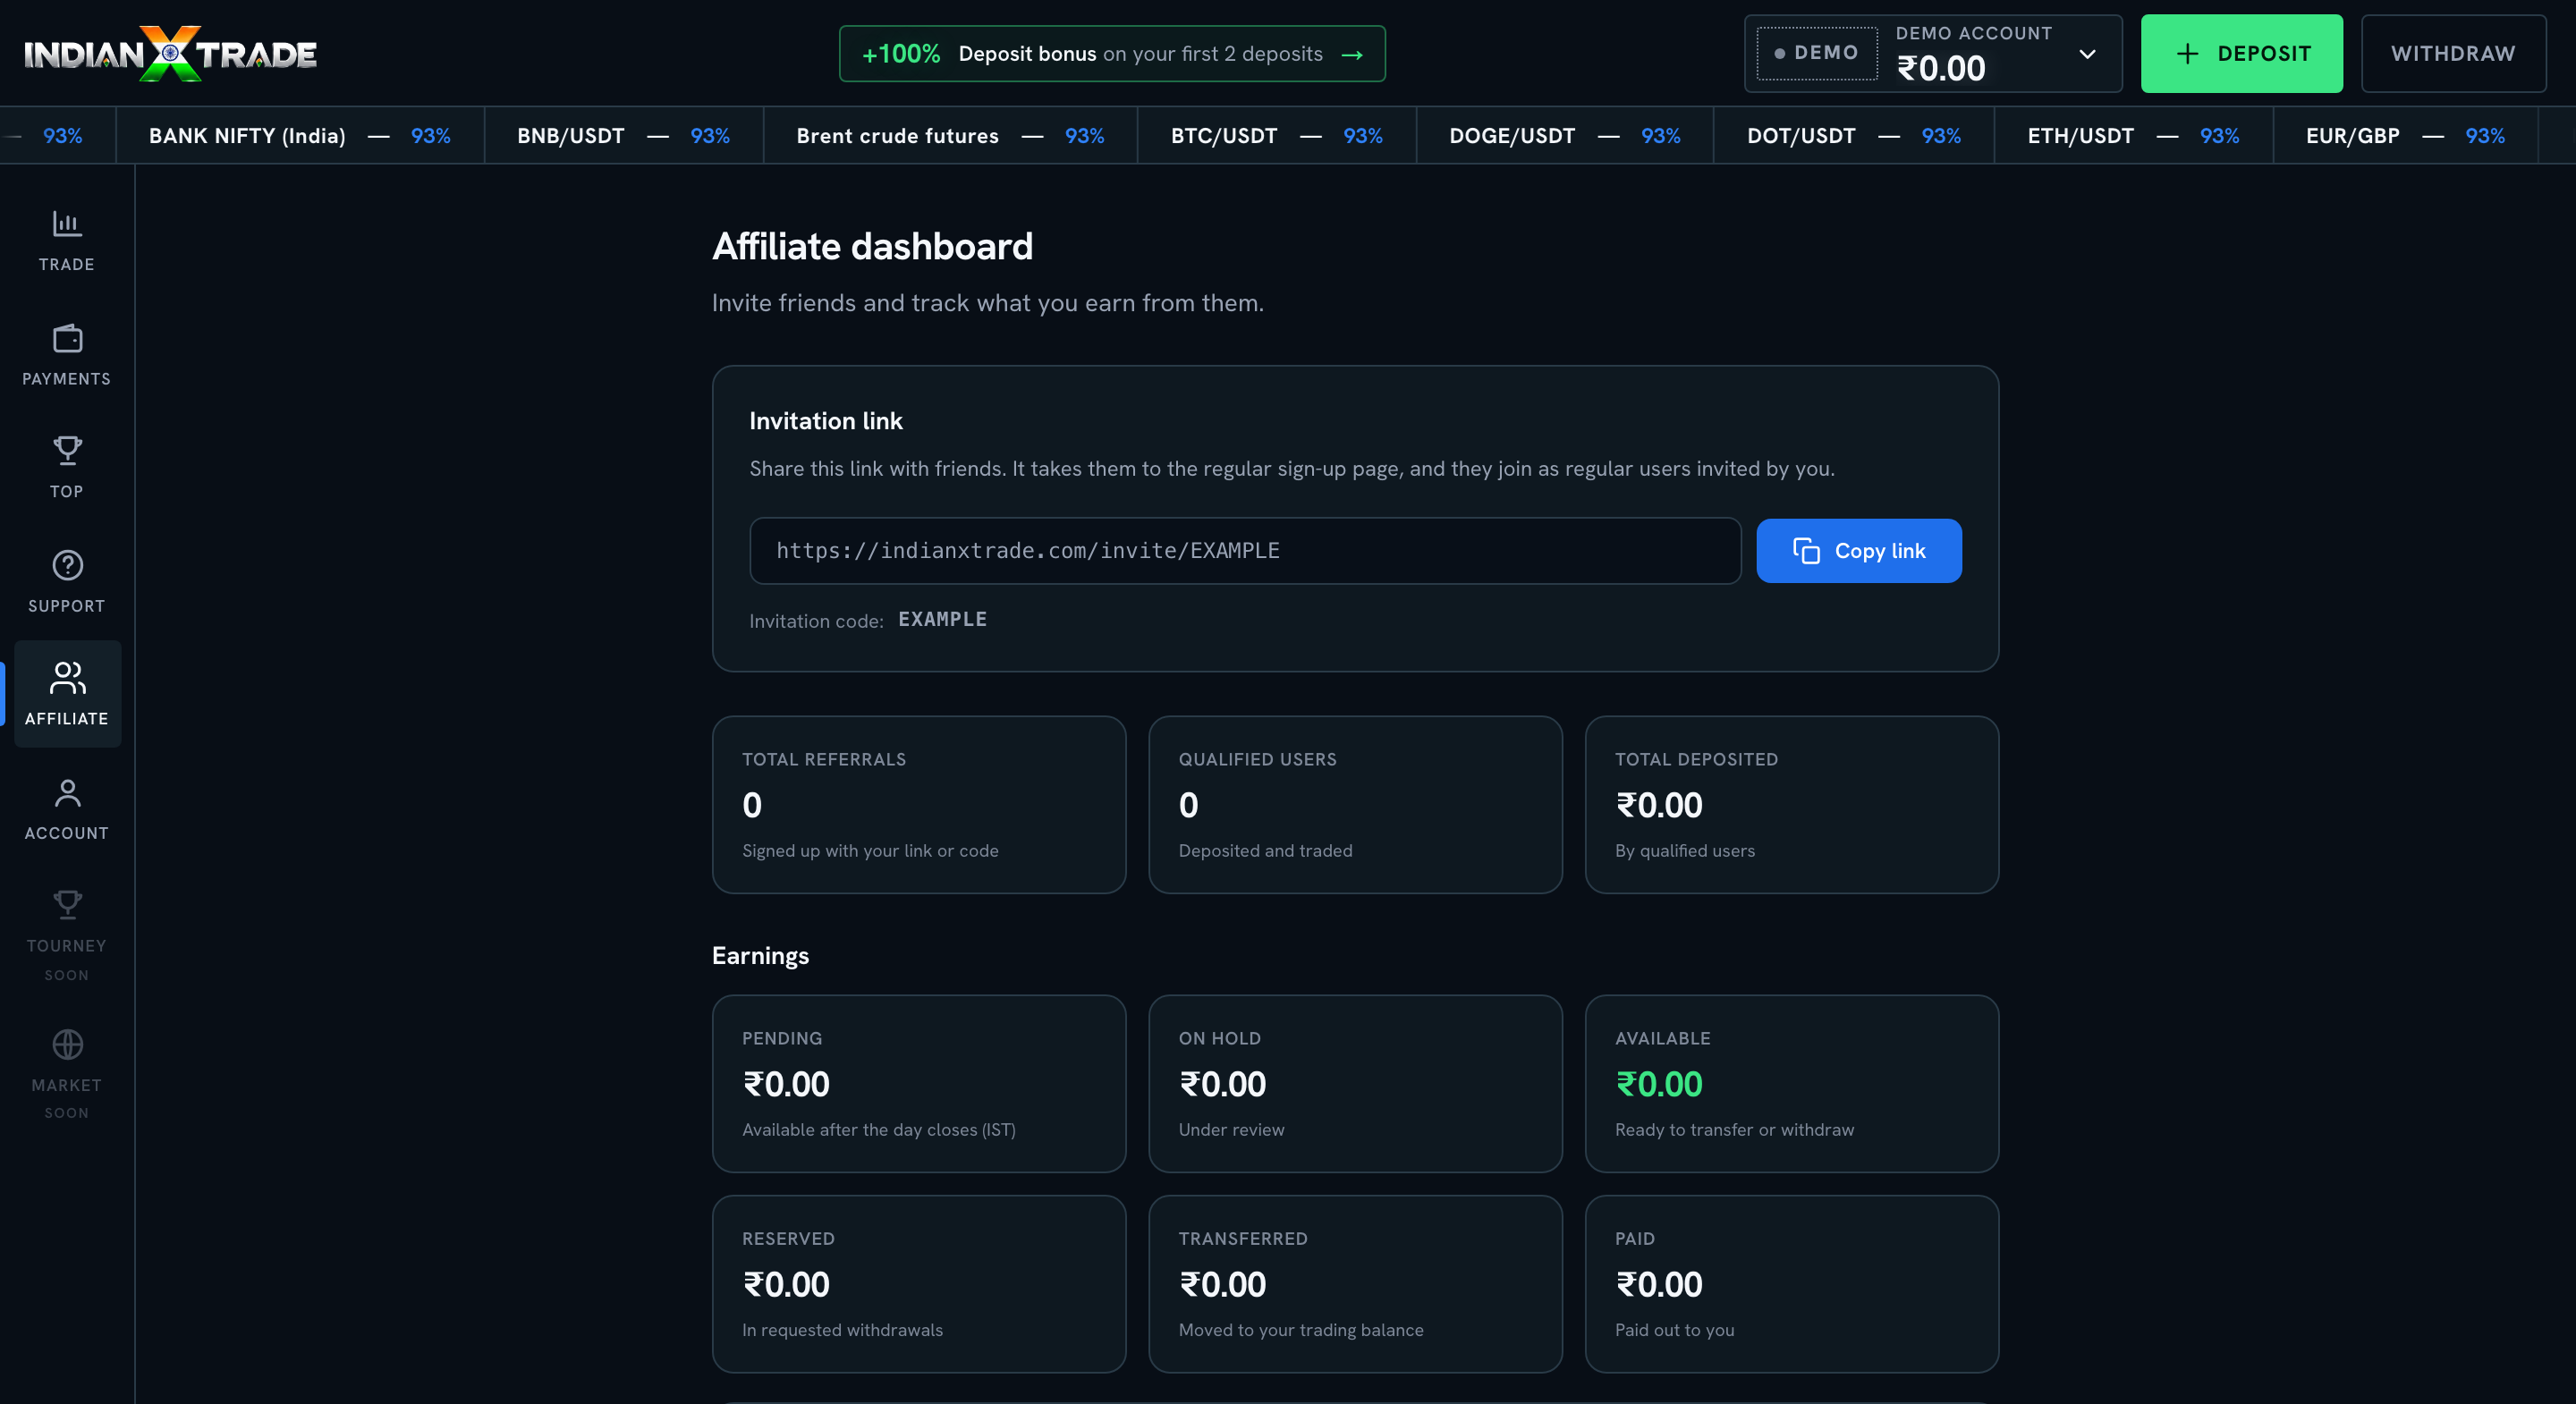 INDIAN X TRADE
+100% Deposit bonus on your first 2 deposits →
DEMO
DEMO ACCOUNT
₹0.00
+ DEPOSIT
WITHDRAW
— 93%
BANK NIFTY (India) — 93%
BNB/USDT — 93%
Brent crude futures — 93%
BTC/USDT — 93%
DOGE/USDT — 93%
DOT/USDT — 93%
ETH/USDT — 93%
EUR/GBP — 93%
TRADE
PAYMENTS
TOP
SUPPORT
AFFILIATE
ACCOUNT
TOURNEY
SOON
MARKET
SOON
Affiliate dashboard
Invite friends and track what you earn from them.
Invitation link
Share this link with friends. It takes them to the regular sign-up page, and they join as regular users invited by you.
https://indianxtrade.com/invite/EXAMPLE
Copy link
Invitation code: EXAMPLE
TOTAL REFERRALS
0
Signed up with your link or code
QUALIFIED USERS
0
Deposited and traded
TOTAL DEPOSITED
₹0.00
By qualified users
Earnings
PENDING
₹0.00
Available after the day closes (IST)
ON HOLD
₹0.00
Under review
AVAILABLE
₹0.00
Ready to transfer or withdraw
RESERVED
₹0.00
In requested withdrawals
TRANSFERRED
₹0.00
Moved to your trading balance
PAID
₹0.00
Paid out to you